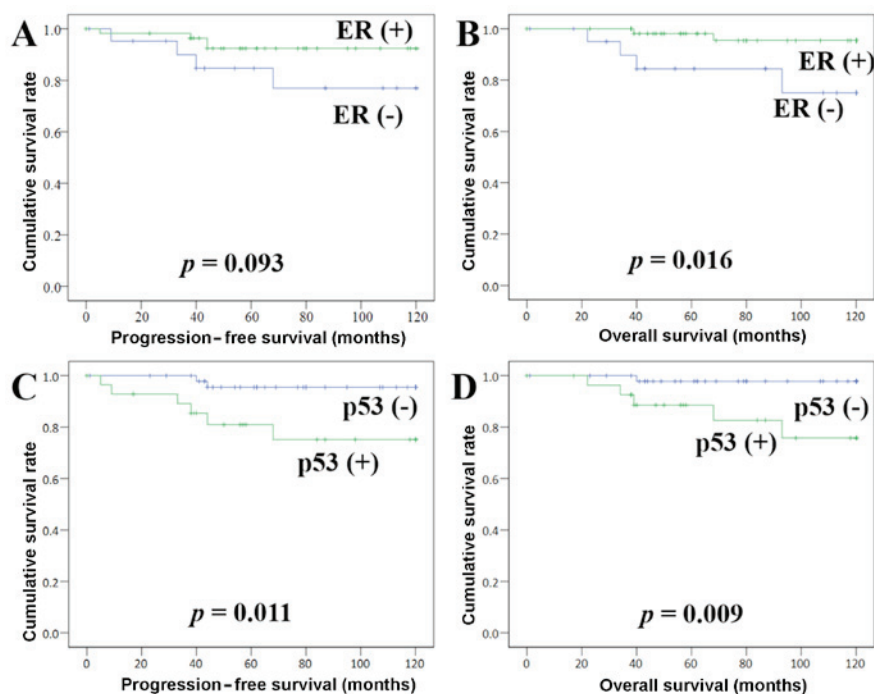 A
Cumulative survival rate
1.0
0.8
0.6
0.4
0.2
0.0
ER (+)
ER (-)
p = 0.093
0 20 40 60 80 100 120
Progression-free survival (months)
B
Cumulative survival rate
1.0
0.8
0.6
0.4
0.2
0.0
ER (+)
ER (-)
p = 0.016
0 20 40 60 80 100 120
Overall survival (months)
C
Cumulative survival rate
1.0
0.8
0.6
0.4
0.2
0.0
p53 (-)
p53 (+)
p = 0.011
0 20 40 60 80 100 120
Progression-free survival (months)
D
Cumulative survival rate
1.0
0.8
0.6
0.4
0.2
0.0
p53 (-)
p53 (+)
p = 0.009
0 20 40 60 80 100 120
Overall survival (months)